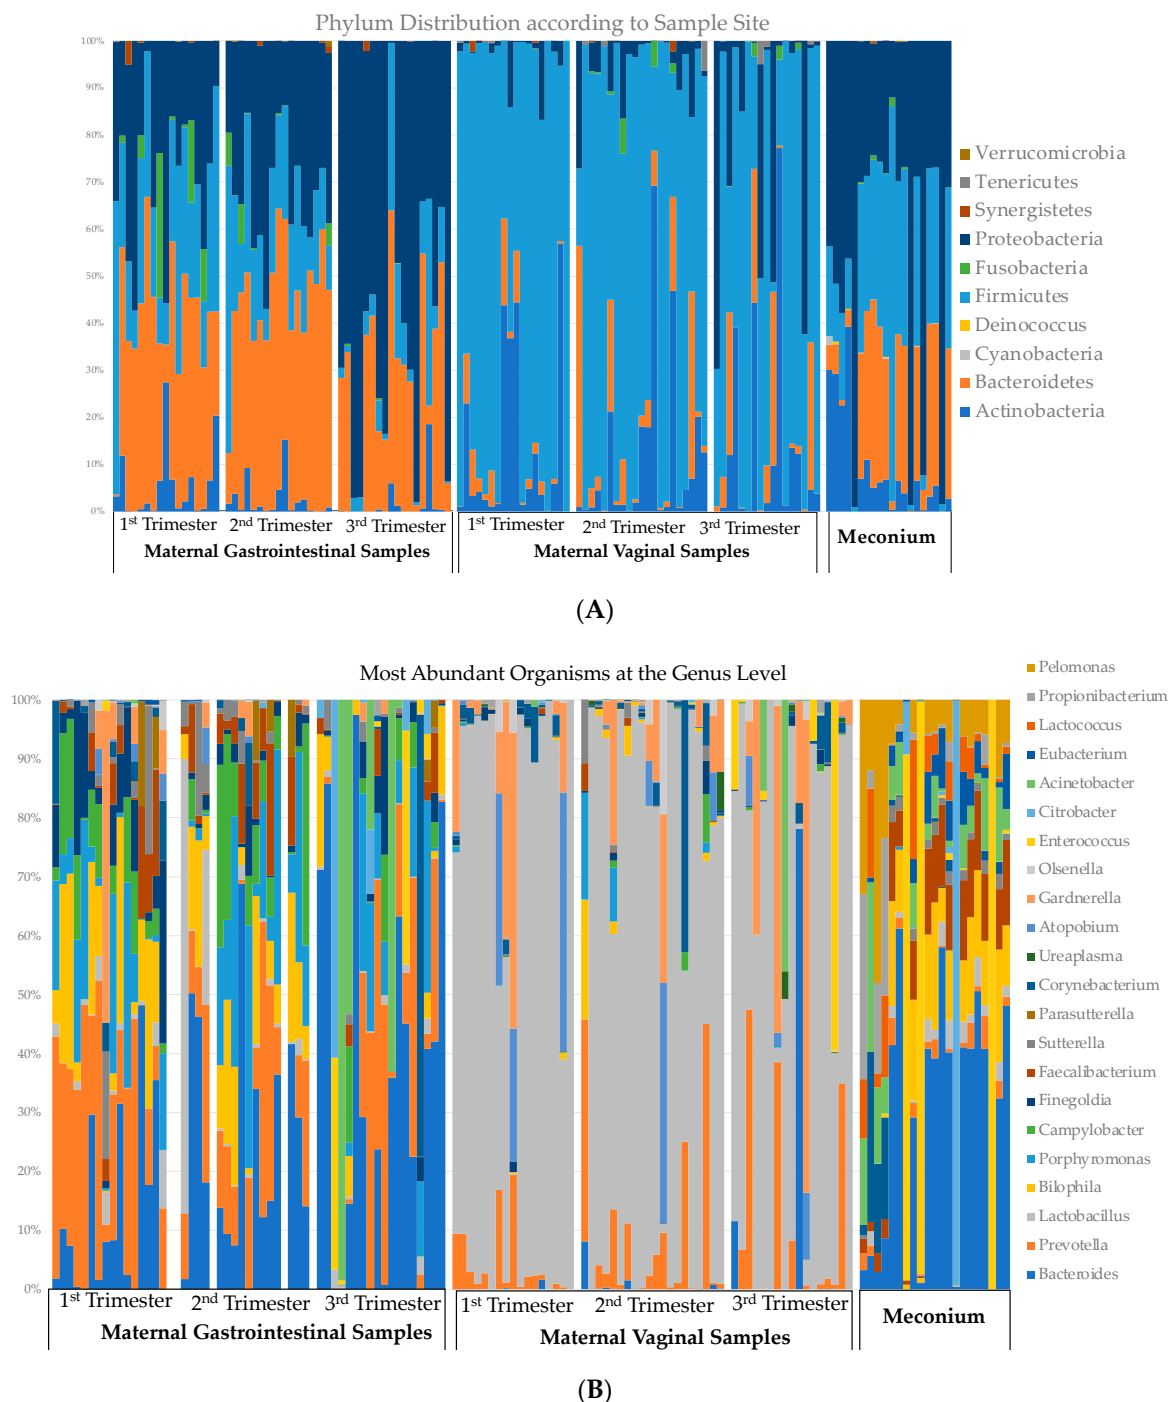 Phylum Distribution according to Sample Site
100%
90%
80%
70%
60%
50%
40%
30%
20%
10%
0%
Verrucomicrobia
Tenericutes
Synergistetes
Proteobacteria
Fusobacteria
Firmicutes
Deinococcus
Cyanobacteria
Bacteroidetes
Actinobacteria
1st Trimester 2nd Trimester 3rd Trimester 1st Trimester 2nd Trimester 3rd Trimester
Maternal Gastrointestinal Samples Maternal Vaginal Samples Meconium
(A)
Most Abundant Organisms at the Genus Level
100%
90%
80%
70%
60%
50%
40%
30%
20%
10%
0%
Pelomonas
Propionibacterium
Lactococcus
Eubacterium
Acinetobacter
Citrobacter
Enterococcus
Olsenella
Gardnerella
Atopobium
Ureaplasma
Corynebacterium
Parasutterella
Sutterella
Faecalibacterium
Finegoldia
Campylobacter
Porphyromonas
Bilophila
Lactobacillus
Prevotella
Bacteroides
1st Trimester 2nd Trimester 3rd Trimester 1st Trimester 2nd Trimester 3rd Trimester
Maternal Gastrointestinal Samples Maternal Vaginal Samples Meconium
(B)